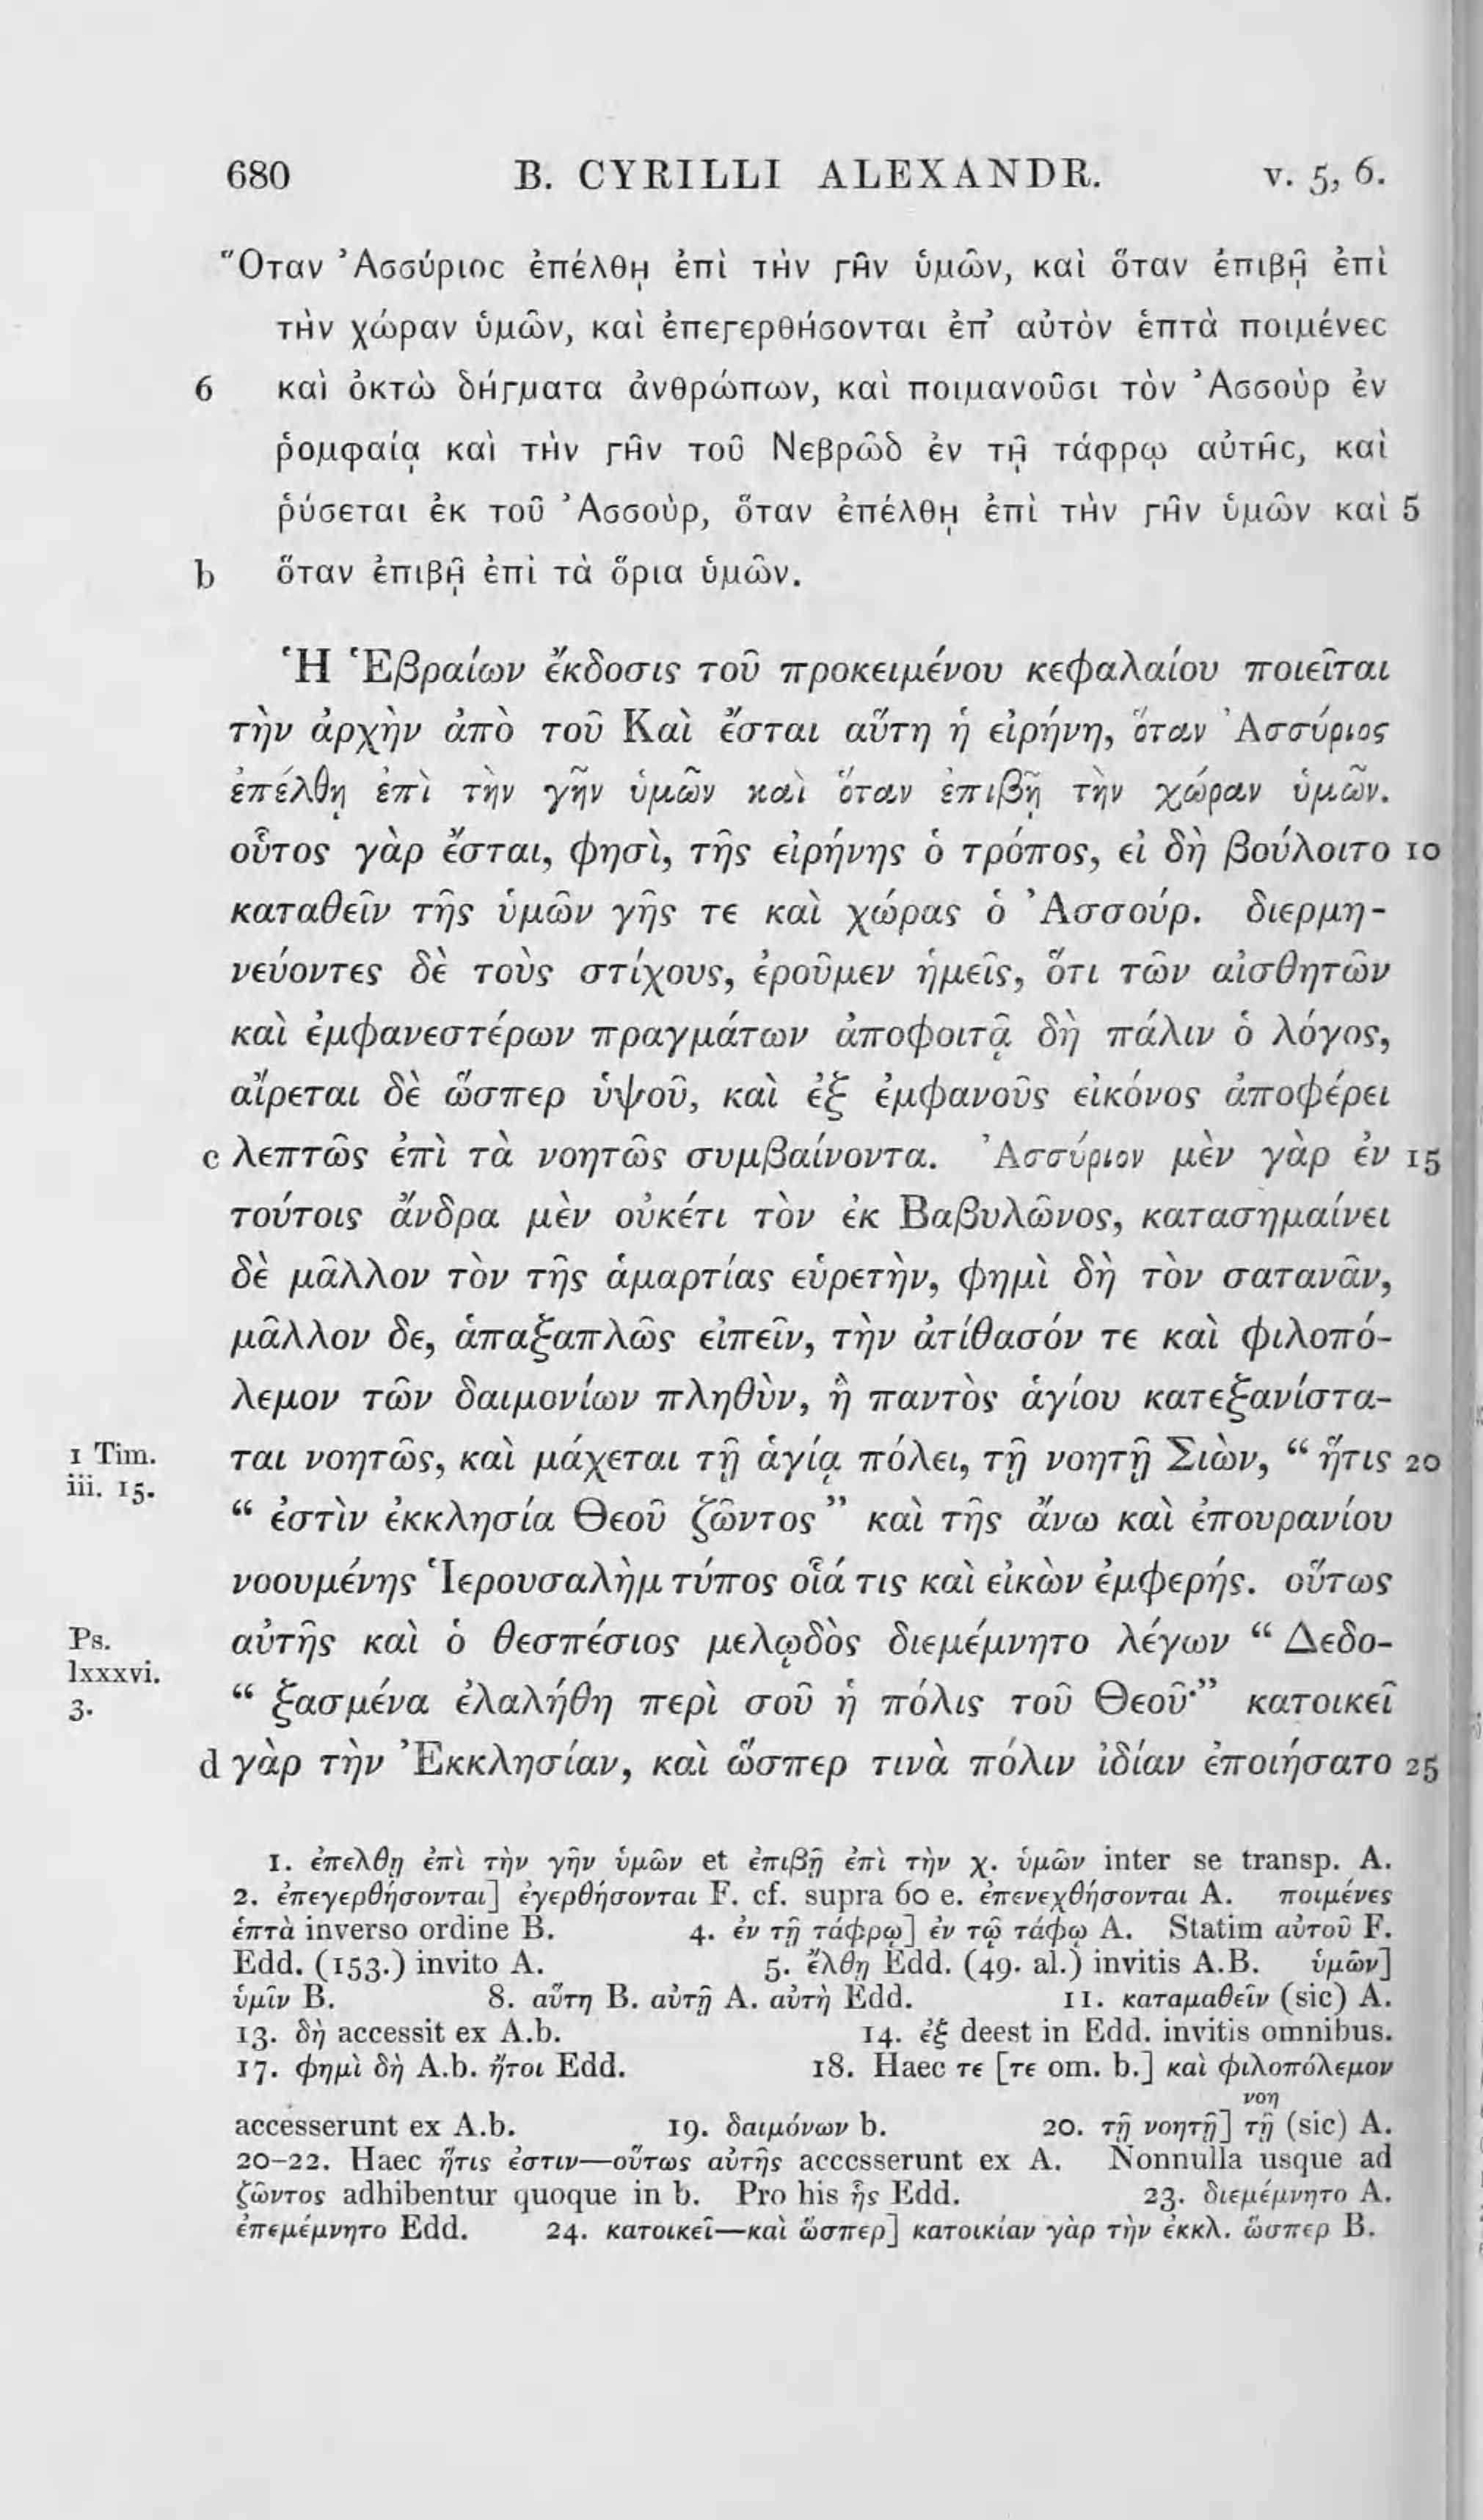 680 B. CYRILLI ALEXANDR. v. 5, 6.
Ὅταν Ἀσσύριος ἐπέλθῃ ἐπὶ τὴν γῆν ὑμῶν, καὶ ὅταν ἐπιβῇ ἐπὶ
τὴν χώραν ὑμῶν, καὶ ἐπεγερθήσονται ἐπ’ αὐτὸν ἑπτὰ ποιμένες
6 καὶ ὀκτὼ δήγματα ἀνθρώπων, καὶ ποιμανοῦσι τὸν Ἀσσοὺρ ἐν
ῥομφαίᾳ καὶ τὴν γῆν τοῦ Νεβρῶδ ἐν τῇ τάφρῳ αὐτῆς, καὶ
ῥύσεται ἐκ τοῦ Ἀσσοὺρ, ὅταν ἐπέλθῃ ἐπὶ τὴν γῆν ὑμῶν καὶ 5
b ὅταν ἐπιβῇ ἐπὶ τὰ ὅρια ὑμῶν.
Ἡ Ἑβραίων ἔκδοσις τοῦ προκειμένου κεφαλαίου ποιεῖται
τὴν ἀρχὴν ἀπὸ τοῦ Καὶ ἔσται αὕτη ἡ εἰρήνη, ὅταν Ἀσσύριος
ἐπέλθῃ ἐπὶ τὴν γῆν ὑμῶν καὶ ὅταν ἐπιβῇ τὴν χώραν ὑμῶν.
οὗτος γὰρ ἔσται, φησὶ, τῆς εἰρήνης ὁ τρόπος, εἰ δὴ βούλοιτο 10
καταθεῖν τῆς ὑμῶν γῆς τε καὶ χώρας ὁ Ἀσσούρ. διερμη-
νεύοντες δὲ τοὺς στίχους, ἐροῦμεν ἡμεῖς, ὅτι τῶν αἰσθητῶν
καὶ ἐμφανεστέρων πραγμάτων ἀποφοιτᾷ δὴ πάλιν ὁ λόγος,
αἴρεται δὲ ὥσπερ ὑψοῦ, καὶ ἐξ ἐμφανοῦς εἰκόνος ἀποφέρει
c λεπτῶς ἐπὶ τὰ νοητῶς συμβαίνοντα. Ἀσσύριον μὲν γὰρ ἐν 15
τούτοις ἄνδρα μὲν οὐκέτι τὸν ἐκ Βαβυλῶνος, κατασημαίνει
δὲ μᾶλλον τὸν τῆς ἁμαρτίας εὑρετὴν, φημὶ δὴ τὸν σατανᾶν,
μᾶλλον δε, ἁπαξαπλῶς εἰπεῖν, τὴν ἀτίθασόν τε καὶ φιλοπό-
λεμον τῶν δαιμονίων πληθὺν, ἣ παντὸς ἁγίου κατεξανίστα-
1 Tim. iii. 15. ται νοητῶς, καὶ μάχεται τῇ ἁγίᾳ πόλει, τῇ νοητῇ Σιὼν, “ ἥτις 20
“ ἐστὶν ἐκκλησία Θεοῦ ζῶντος” καὶ τῆς ἄνω καὶ ἐπουρανίου
νοουμένης Ἱερουσαλὴμ τύπος οἷά τις καὶ εἰκὼν ἐμφερής. οὕτως
Ps. lxxxvi. 3. αὐτῆς καὶ ὁ θεσπέσιος μελῳδὸς διεμέμνητο λέγων “ Δεδο-
“ ξασμένα ἐλαλήθη περὶ σοῦ ἡ πόλις τοῦ Θεοῦ·” κατοικεῖ
d γὰρ τὴν Ἐκκλησίαν, καὶ ὥσπερ τινὰ πόλιν ἰδίαν ἐποιήσατο 25
1. ἐπελθῃ ἐπὶ τὴν γῆν ὑμῶν et ἐπιβῇ ἐπὶ τὴν χ. ὑμῶν inter se transp. A.
2. ἐπεγερθήσονται] ἐγερθήσονται F. cf. supra 60 e. ἐπενεχθήσονται A. ποιμένες
ἑπτὰ inverso ordine B. 4. ἐν τῇ τάφρῳ] ἐν τῷ τάφῳ A. Statim αὐτοῦ F.
Edd. (153.) invito A. 5. ἔλθῃ Edd. (49. al.) invitis A.B. ὑμῶν]
ὑμῖν B. 8. αὕτη B. αὐτῇ A. αὐτὴ Edd. 11. καταμαθεῖν (sic) A.
13. δὴ accessit ex A.b. 14. ἐξ deest in Edd. invitis omnibus.
17. φημὶ δὴ A.b. ἤτοι Edd. 18. Haec τε [τε om. b.] καὶ φιλοπόλεμον
νοη
accesserunt ex A.b. 19. δαιμόνων b. 20. τῇ νοητῇ] τῇ (sic) A.
20–22. Haec ἥτις ἐστιν—οὕτως αὐτῆς accesserunt ex A. Nonnulla usque ad
ζῶντος adhibentur quoque in b. Pro his ἧς Edd. 23. διεμέμνητο A.
ἐπεμέμνητο Edd. 24. κατοικεῖ—καὶ ὥσπερ] κατοικίαν γὰρ τὴν ἐκκλ. ὥσπερ B.